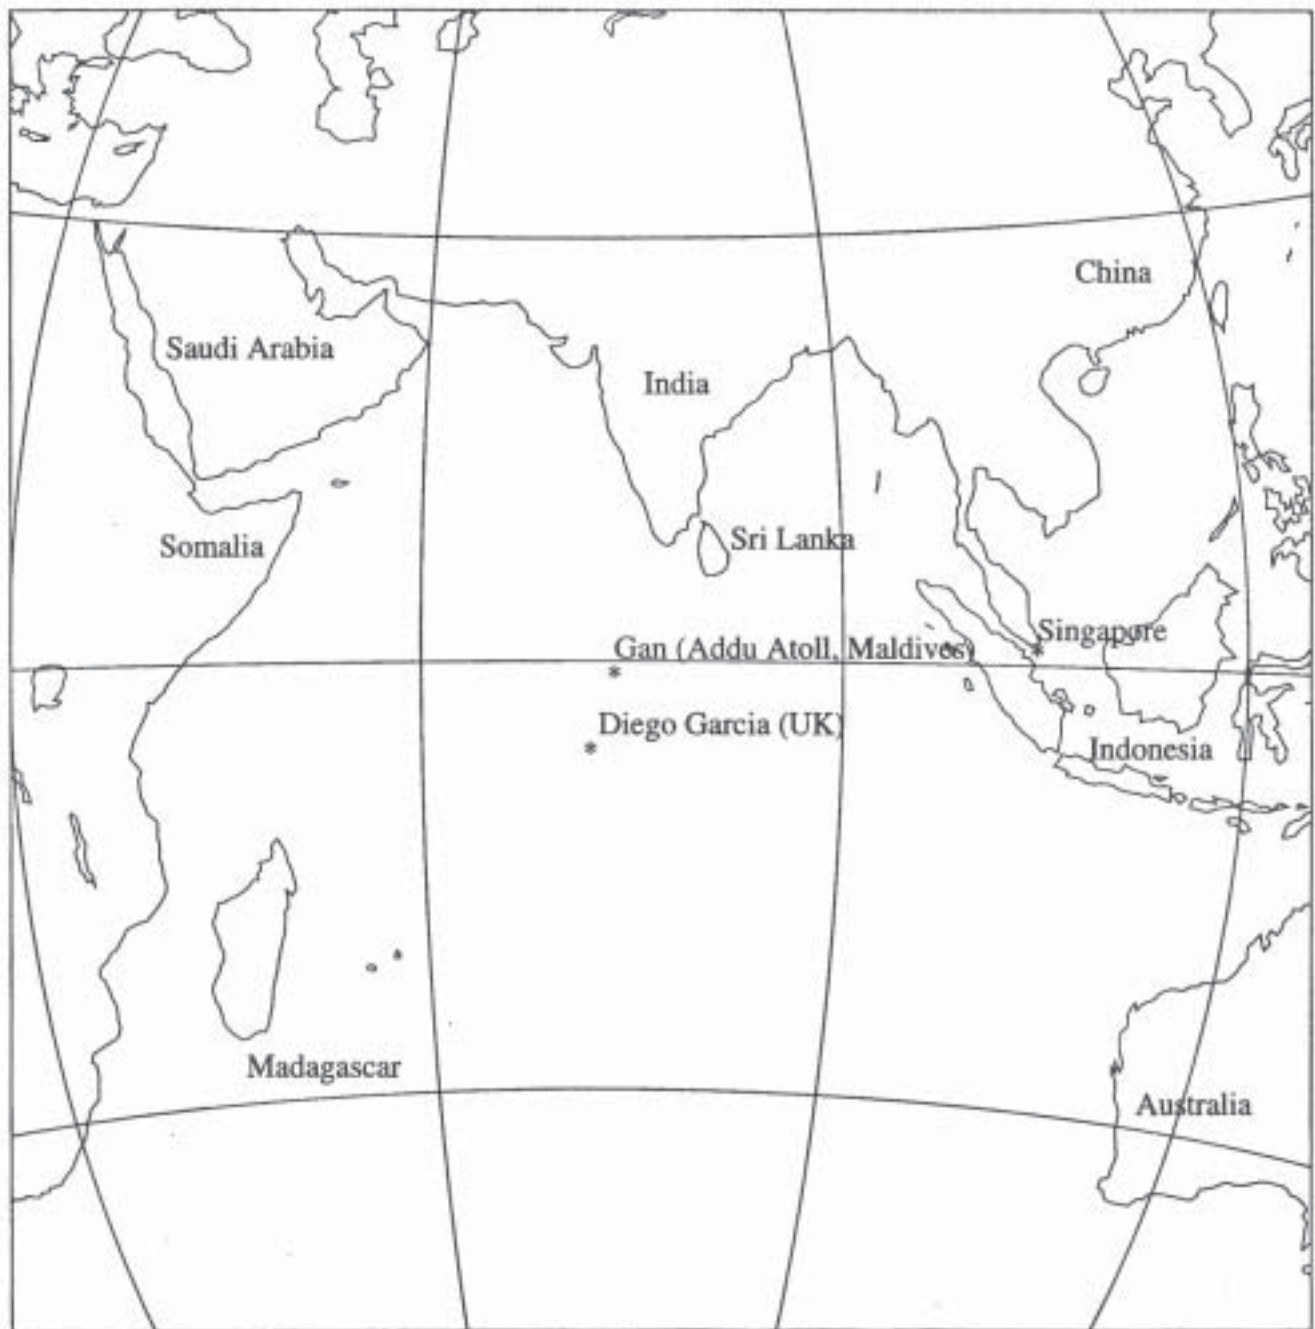 China
Saudi Arabia
India
Sri Lanka
Somalia
Singapore
Gan (Addu Atoll, Maldives)
Diego Garcia (UK)
Indonesia
Madagascar
Australia